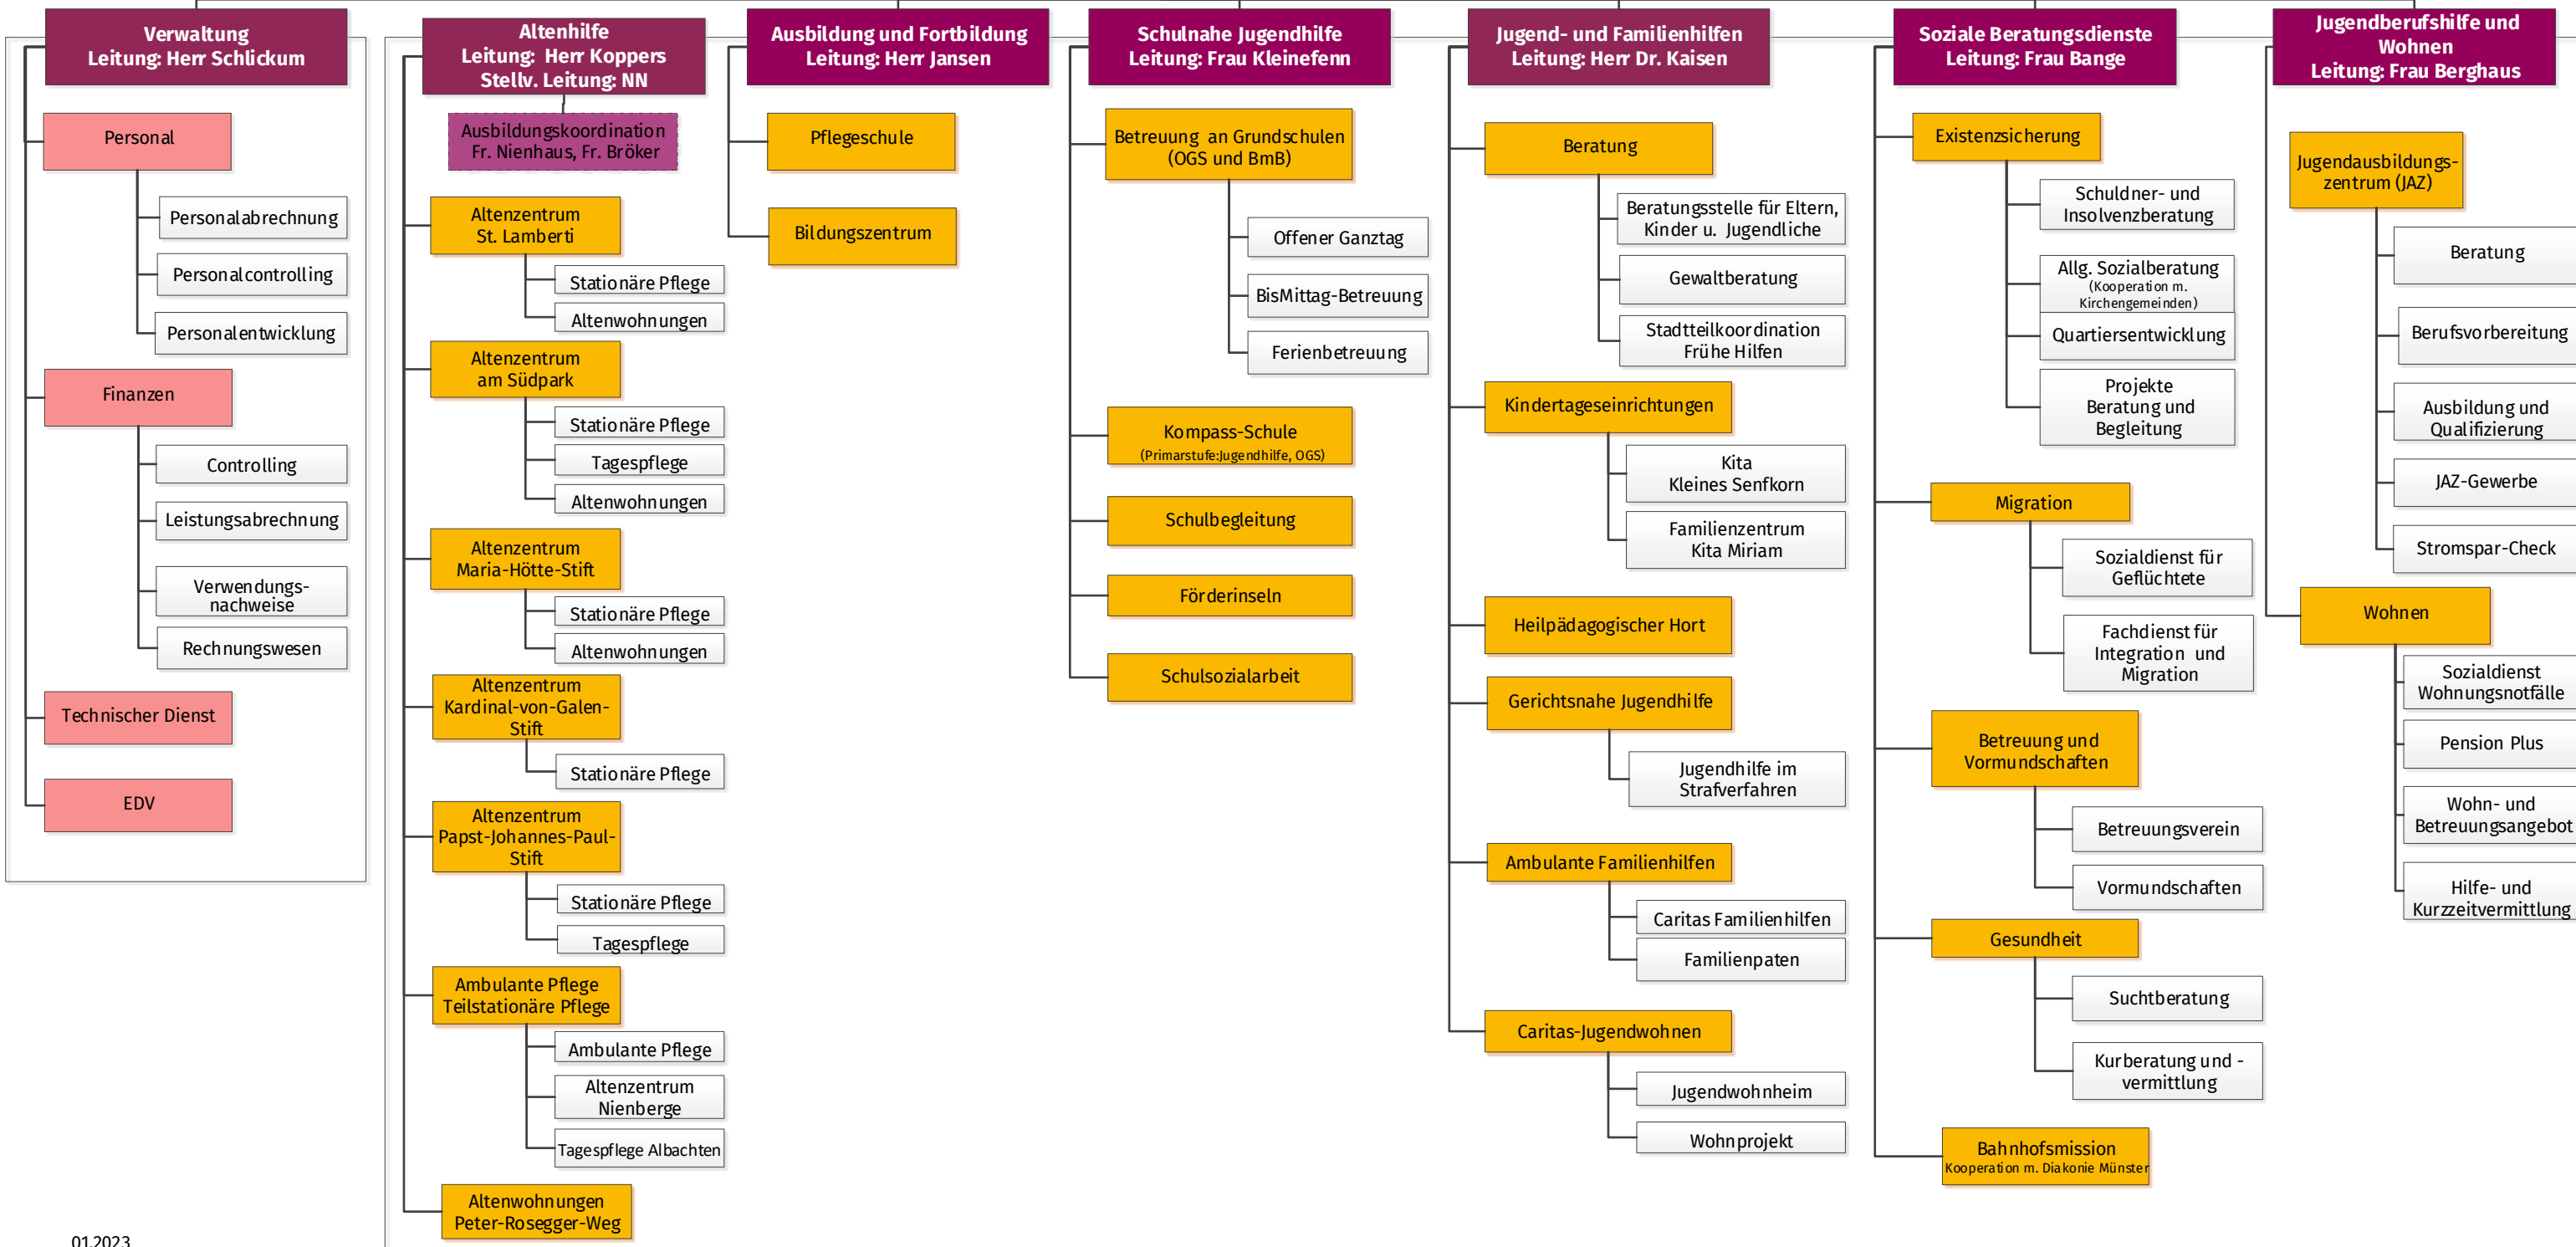 Verwaltung
Leitung: Herr Schlickum
Personal
Personalabrechnung
Personalcontrolling
Personalentwicklung
Finanzen
Controlling
Leistungsabrechnung
Verwendungs-
nachweise
Rechnungswesen
Technischer Dienst
EDV
01.2023
Altenhilfe
Leitung: Herr Koppers
Stellv. Leitung: NN
Ausbildungskoordination
Fr. Nienhaus, Fr. Bröker
Altenzentrum
St. Lamberti
Stationäre Pflege
Altenwohnungen
Altenzentrum
am Südpark
Stationäre Pflege
Tagespflege
Altenwohnungen
Altenzentrum
Maria-Hötte-Stift
Stationäre Pflege
Altenwohnungen
Altenzentrum
Kardinal-von-Galen-
Stift
Stationäre Pflege
Altenzentrum
Papst-Johannes-Paul-
Stift
Stationäre Pflege
Tagespflege
Ambulante Pflege
Teilstationäre Pflege
Ambulante Pflege
Altenzentrum
Nienberge
Tagespflege Albachten
Altenwohnungen
Peter-Rosegger-Weg
Ausbildung und Fortbildung
Leitung: Herr Jansen
Pflegeschule
Bildungszentrum
Schulnahe Jugendhilfe
Leitung: Frau Kleinefenn
Betreuung an Grundschulen
(OGS und BmB)
Offener Ganztag
BisMittag-Betreuung
Ferienbetreuung
Kompass-Schule
(Primarstufe:Jugendhilfe, OGS)
Schulbegleitung
Förderinseln
Schulsozialarbeit
Jugend- und Familienhilfen
Leitung: Herr Dr. Kaisen
Beratung
Beratungsstelle für Eltern,
Kinder u. Jugendliche
Gewaltberatung
Stadtteilkoordination
Frühe Hilfen
Kindertageseinrichtungen
Kita
Kleines Senfkorn
Familienzentrum
Kita Miriam
Heilpädagogischer Hort
Gerichtsnahe Jugendhilfe
Jugendhilfe im
Strafverfahren
Ambulante Familienhilfen
Caritas Familienhilfen
Familienpaten
Caritas-Jugendwohnen
Jugendwohnheim
Wohnprojekt
Soziale Beratungsdienste
Leitung: Frau Bange
Existenzsicherung
Schuldner- und
Insolvenzberatung
Allg. Sozialberatung
(Kooperation m.
Kirchengemeinden)
Quartiersentwicklung
Projekte
Beratung und
Begleitung
Migration
Sozialdienst für
Geflüchtete
Fachdienst für
Integration und
Migration
Betreuung und
Vormundschaften
Betreuungsverein
Vormundschaften
Gesundheit
Suchtberatung
Kurberatung und -
vermittlung
Bahnhofsmission
Kooperation m. Diakonie Münster
Jugendberufshilfe und
Wohnen
Leitung: Frau Berghaus
Jugendausbildungs-
zentrum (JAZ)
Beratung
Berufsvorbereitung
Ausbildung und
Qualifizierung
JAZ-Gewerbe
Stromspar-Check
Wohnen
Sozialdienst
Wohnungsnotfälle
Pension Plus
Wohn- und
Betreuungsangebot
Hilfe- und
Kurzzeitvermittlung